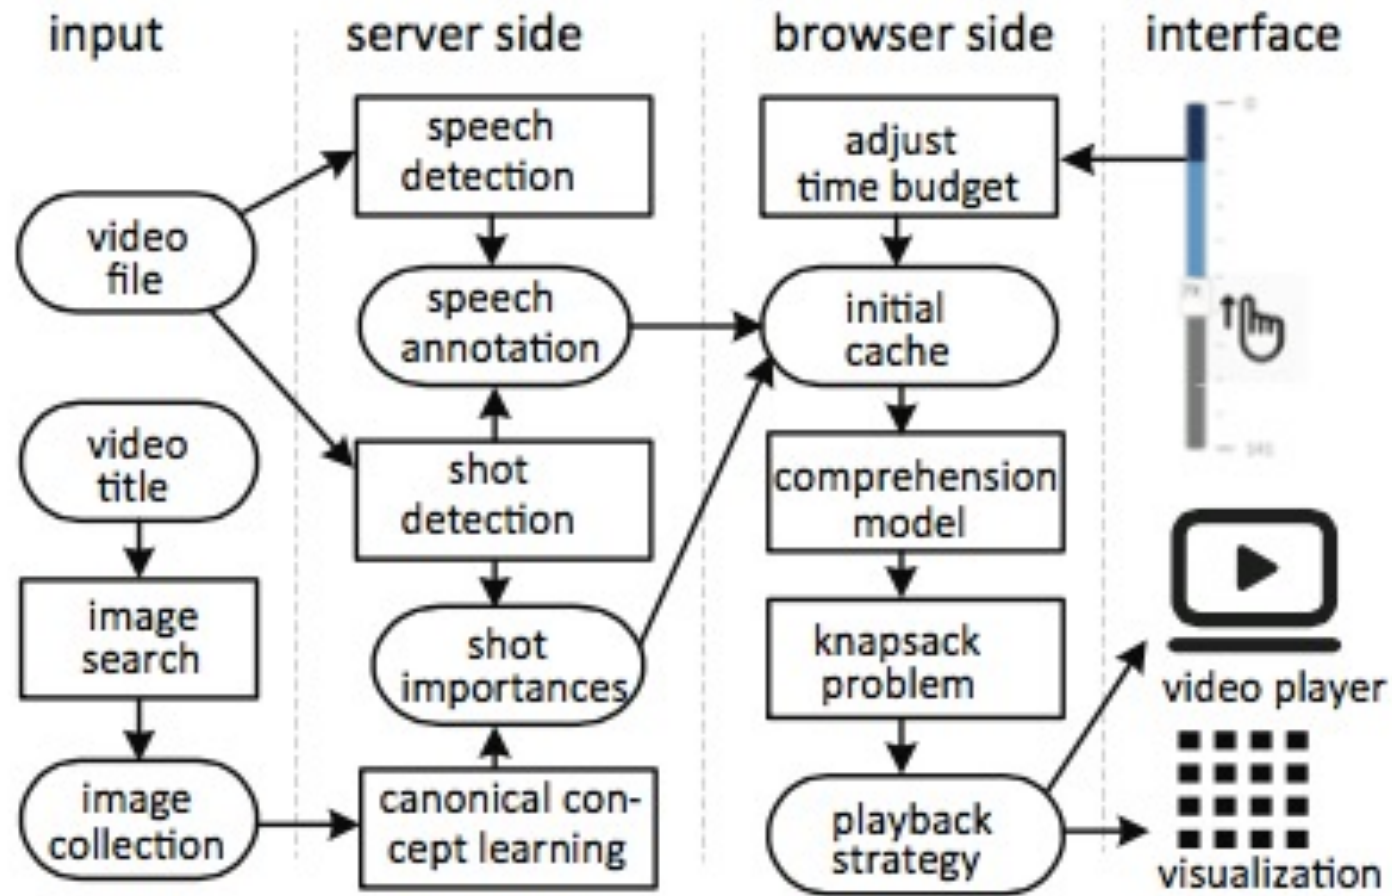 input
server side
browser side
interface
video
file
video
title
image
search
image
collection
speech
detection
speech
annotation
shot
detection
shot
importances
canonical con-
cept learning
adjust
time budget
initial
cache
comprehension
model
knapsack
problem
playback
strategy
0
video player
visualization